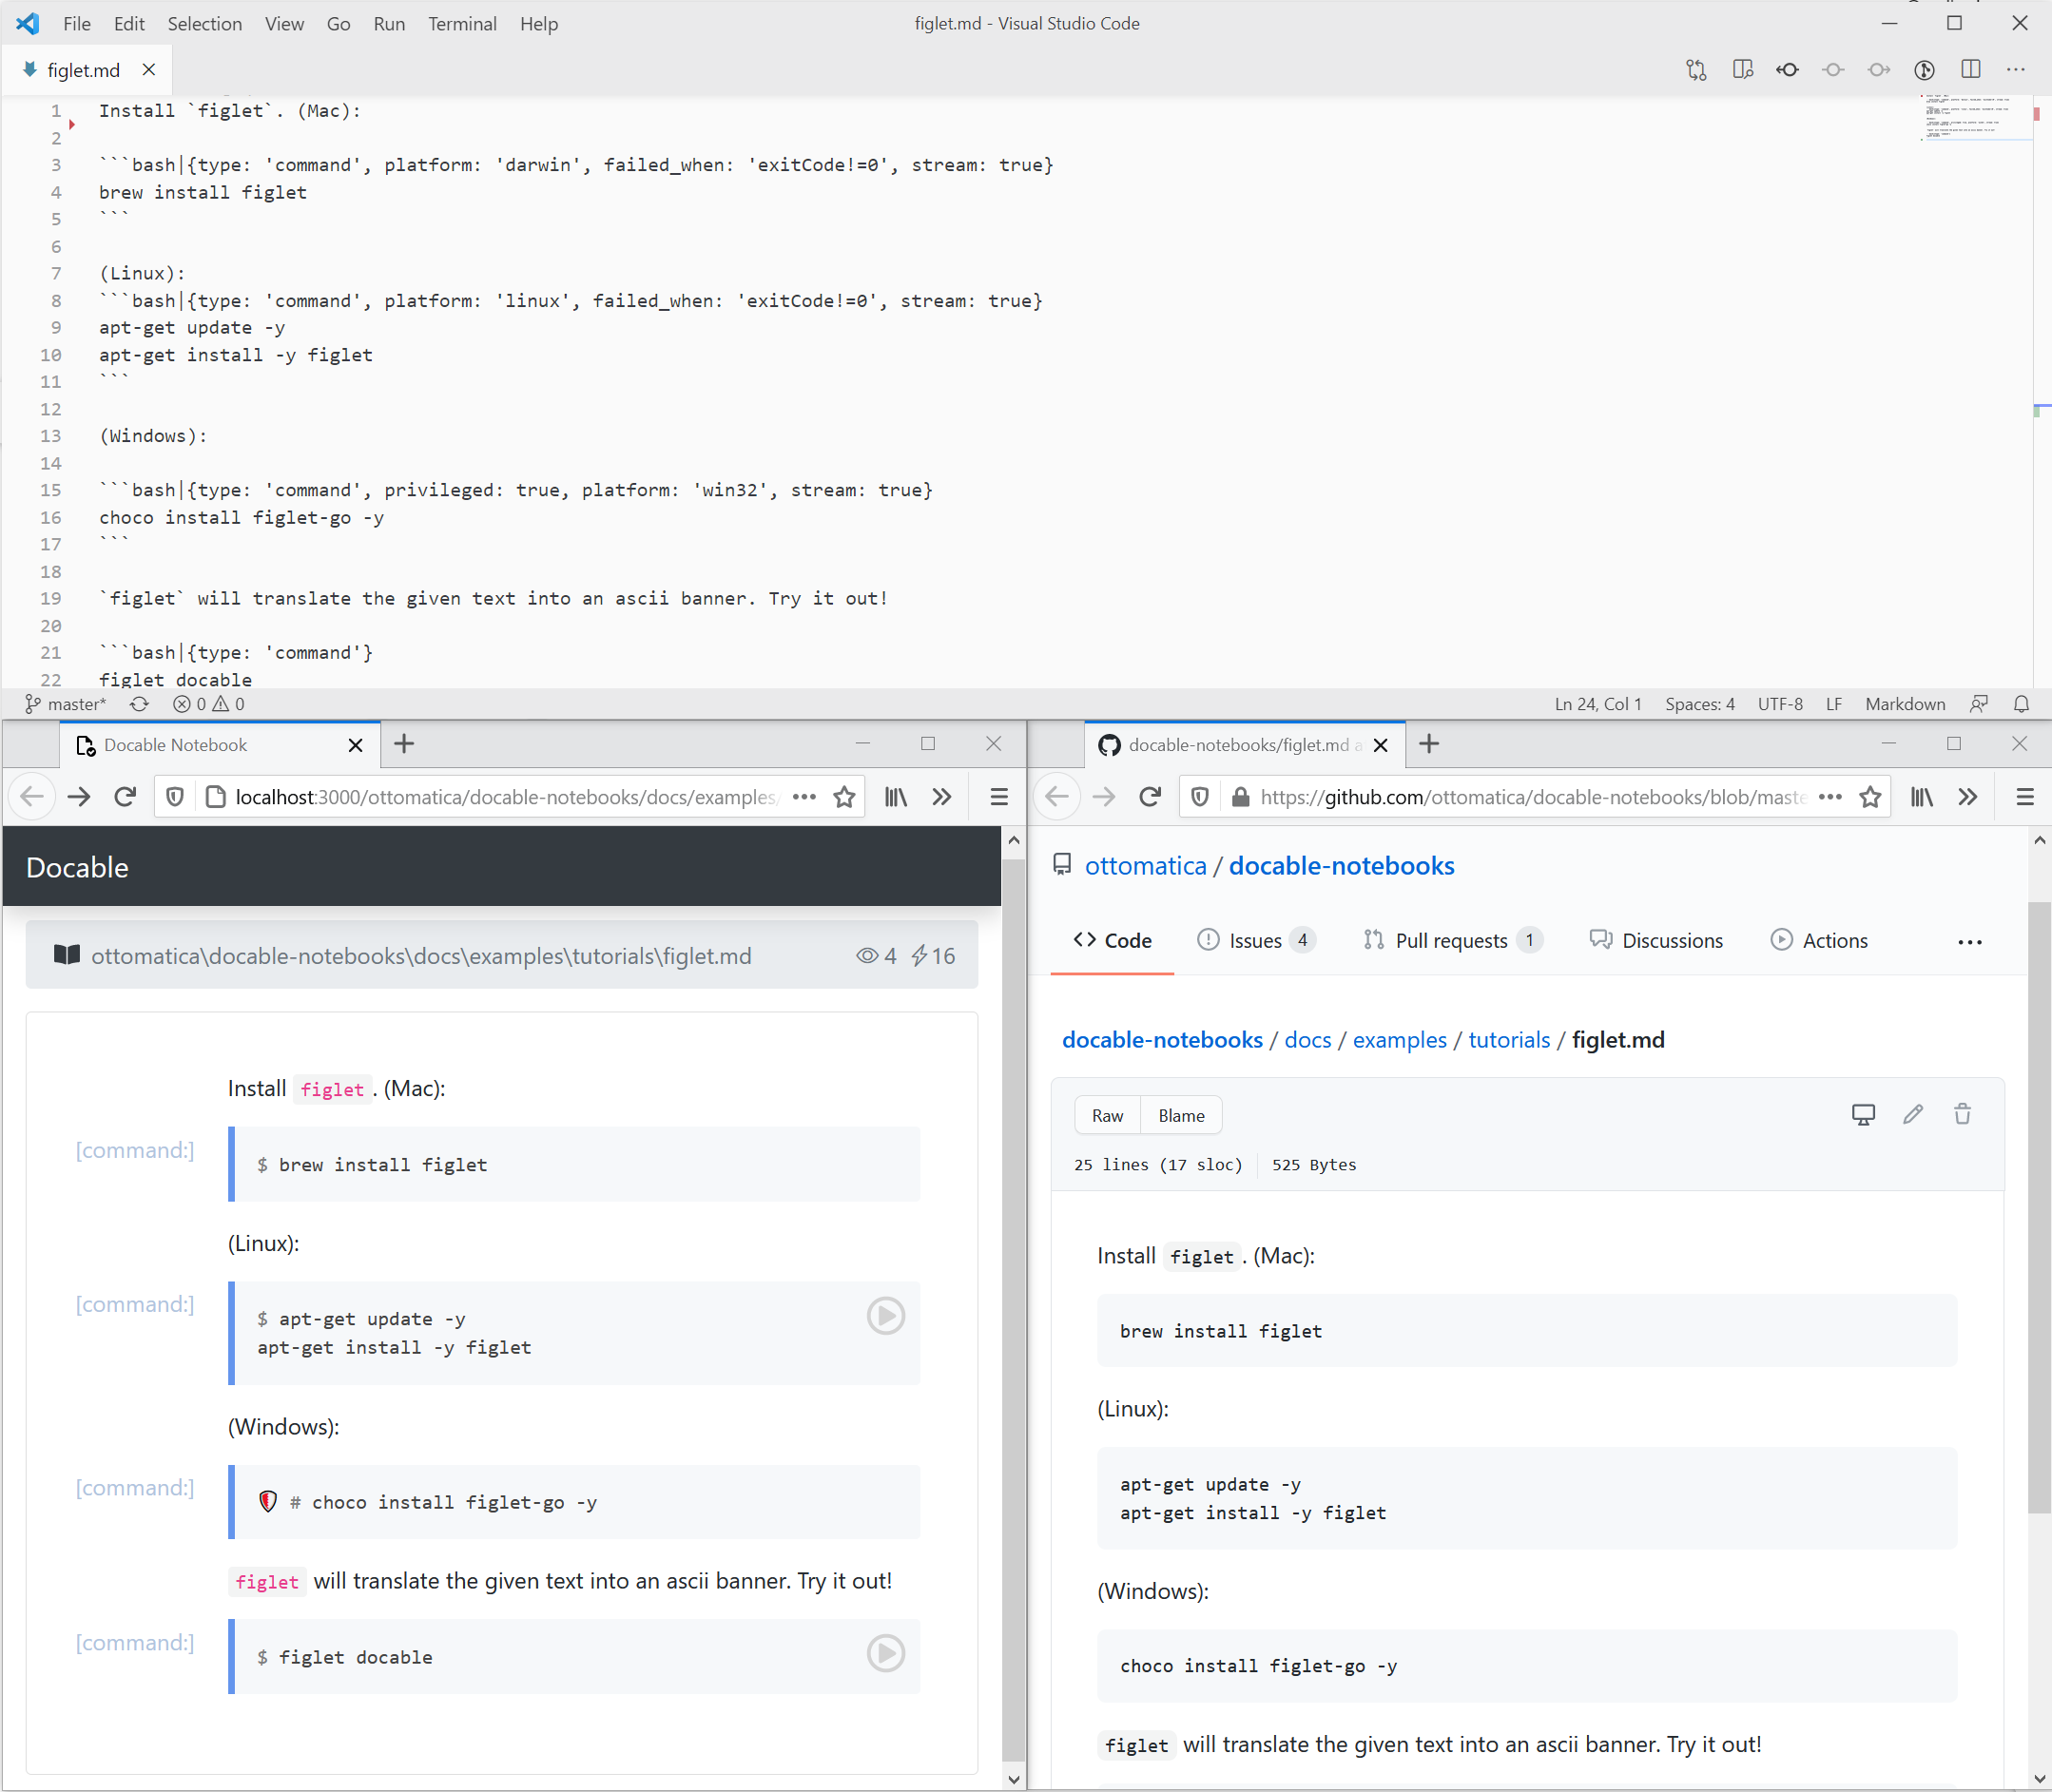 File Edit Selection View Go Run Terminal Help
figlet.md - Visual Studio Code
figlet.md
1 Install `figlet`. (Mac):
2
3 ```bash|{type: 'command', platform: 'darwin', failed_when: 'exitCode!=0', stream: true}
4 brew install figlet
5 ```
6
7 (Linux):
8 ```bash|{type: 'command', platform: 'linux', failed_when: 'exitCode!=0', stream: true}
9 apt-get update -y
10 apt-get install -y figlet
11 ```
12
13 (Windows):
14
15 ```bash|{type: 'command', privileged: true, platform: 'win32', stream: true}
16 choco install figlet-go -y
17 ```
18
19 `figlet` will translate the given text into an ascii banner. Try it out!
20
21 ```bash|{type: 'command'}
22 figlet docable
master* 0 0
Ln 24, Col 1 Spaces: 4 UTF-8 LF Markdown
Docable Notebook
localhost:3000/ottomatica/docable-notebooks/docs/examples/
Docable
ottomatica\docable-notebooks\docs\examples\tutorials\figlet.md 4 16
Install figlet. (Mac):
[command:]
$ brew install figlet
(Linux):
[command:]
$ apt-get update -y
apt-get install -y figlet
(Windows):
[command:]
# choco install figlet-go -y
figlet will translate the given text into an ascii banner. Try it out!
[command:]
$ figlet docable
docable-notebooks/figlet.md a
https://github.com/ottomatica/docable-notebooks/blob/maste
ottomatica / docable-notebooks
Code Issues 4 Pull requests 1 Discussions Actions
docable-notebooks / docs / examples / tutorials / figlet.md
Raw Blame
25 lines (17 sloc) 525 Bytes
Install figlet. (Mac):
brew install figlet
(Linux):
apt-get update -y
apt-get install -y figlet
(Windows):
choco install figlet-go -y
figlet will translate the given text into an ascii banner. Try it out!